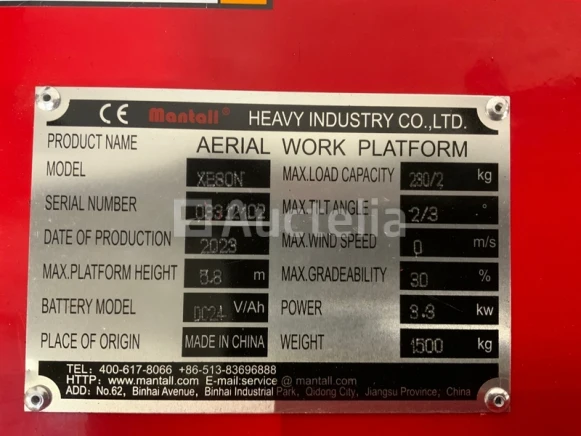 CE Mantall® HEAVY INDUSTRY CO.,LTD.
PRODUCT NAME AERIAL WORK PLATFORM
MODEL XE80N MAX.LOAD CAPACITY 230/2 kg
SERIAL NUMBER MAX.TILT ANGLE 2/3 °
DATE OF PRODUCTION 2023 MAX.WIND SPEED 0 m/s
MAX.PLATFORM HEIGHT 5.8 m MAX.GRADEABILITY 30 %
BATTERY MODEL V/Ah POWER 3.3 kw
PLACE OF ORIGIN MADE IN CHINA WEIGHT 1500 kg
TEL: 400-617-8066 +86-513-83696888
HTTP: www.mantall.com E-mail:service @ mantall.com
ADD: No.62, Binhai Avenue, Binhai Industrial Park, Qidong City, Jiangsu Province; China
Auctelia